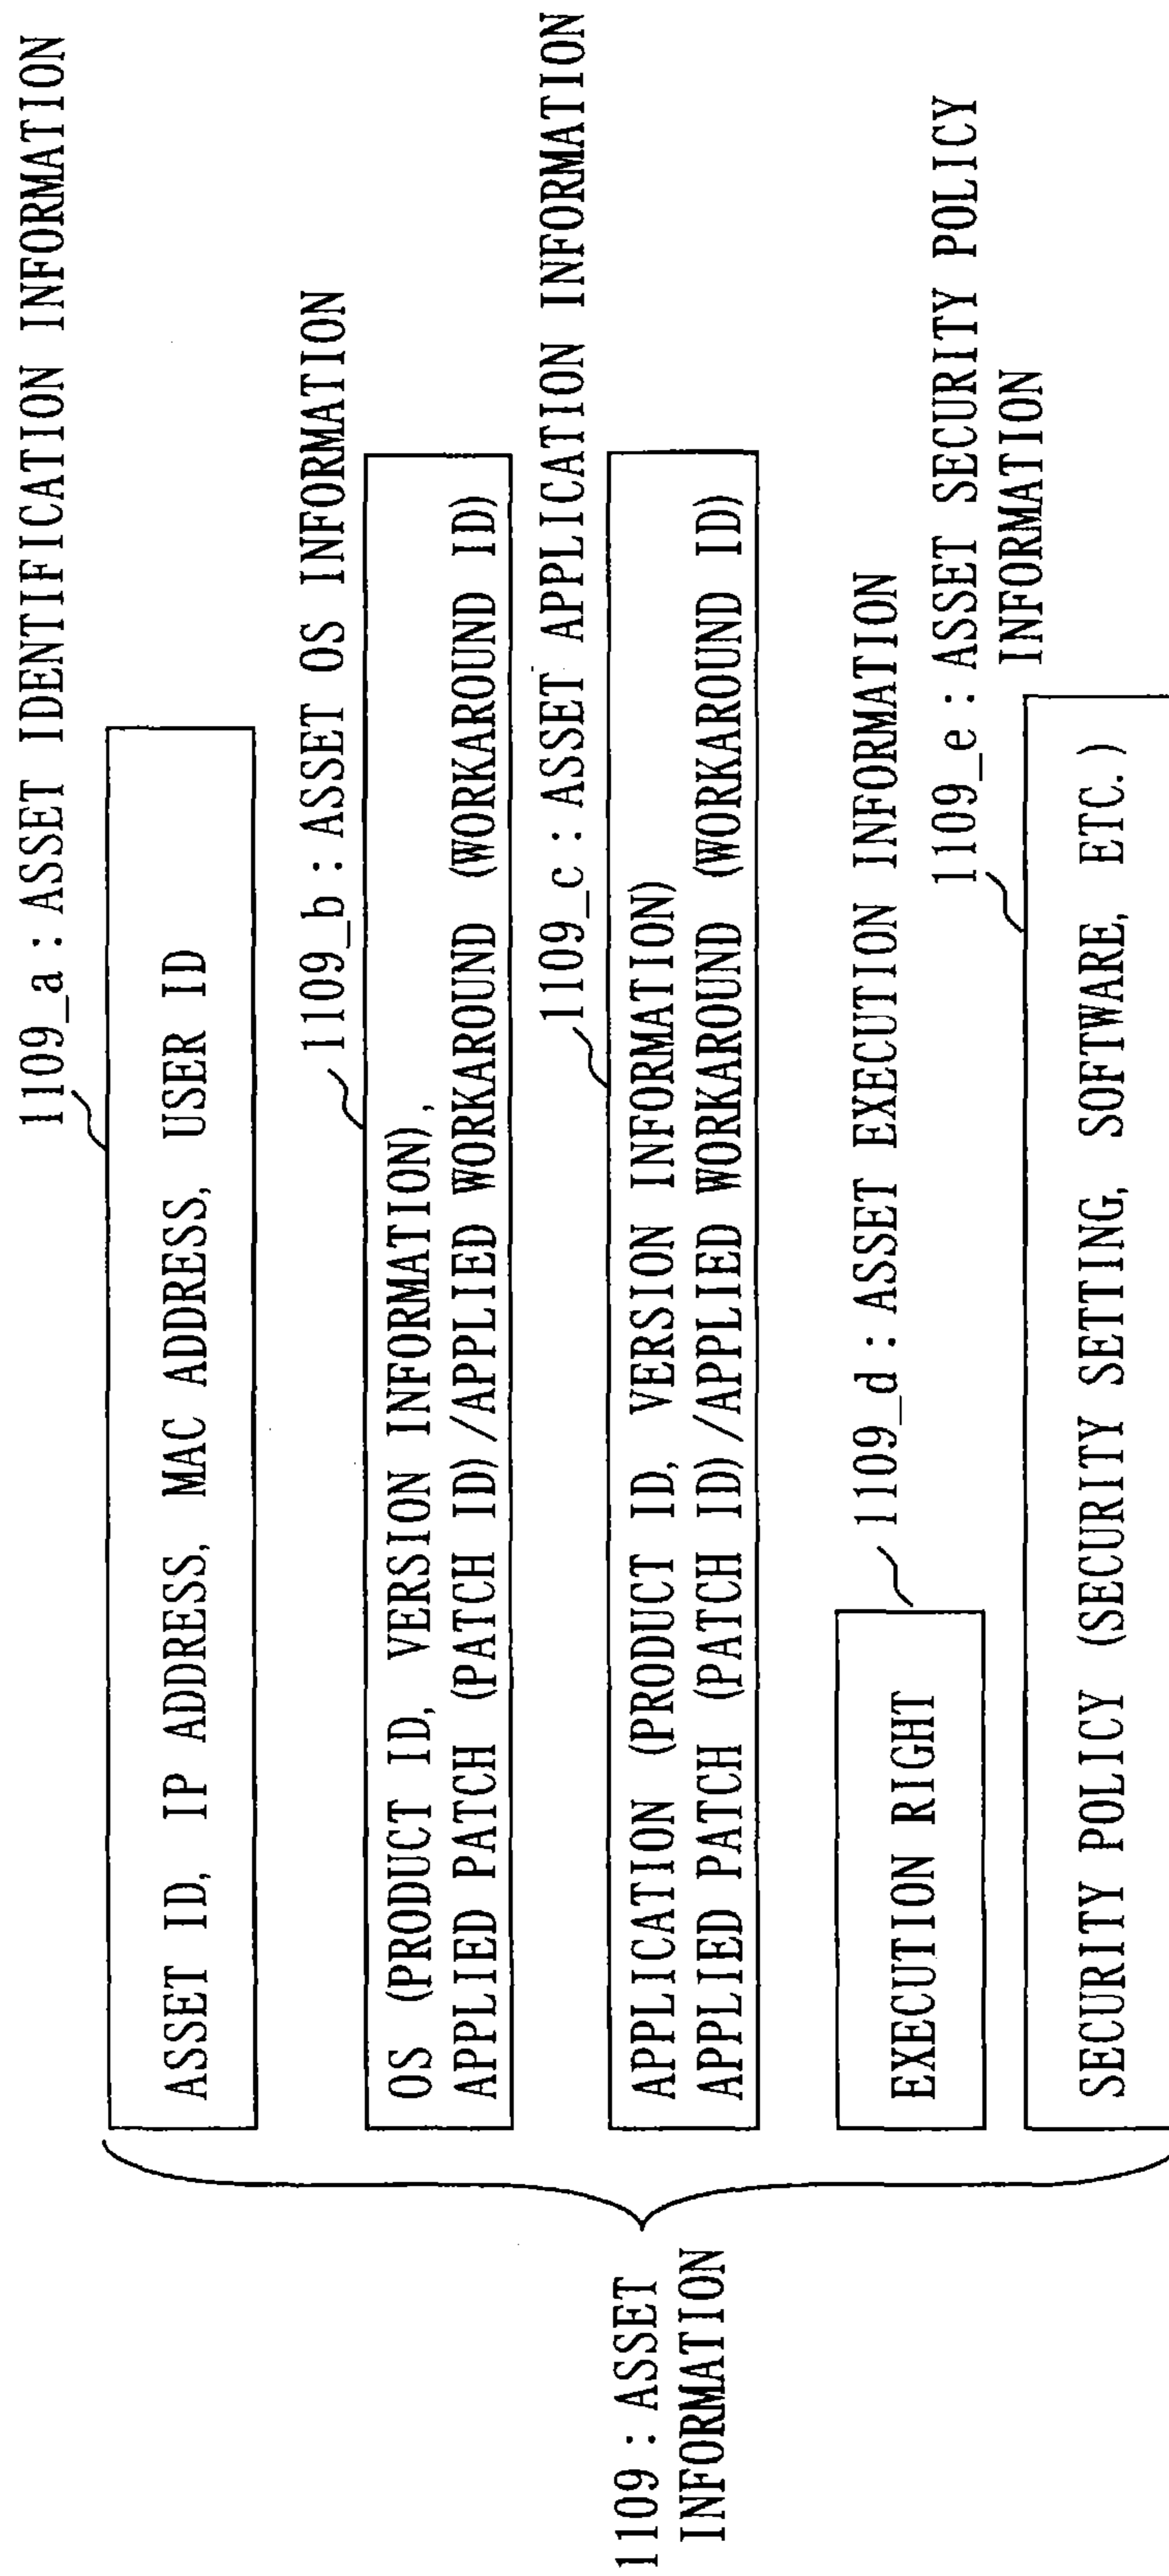 1109_a : ASSET IDENTIFICATION INFORMATION
ASSET ID, IP ADDRESS, MAC ADDRESS, USER ID
1109_b : ASSET OS INFORMATION
OS (PRODUCT ID, VERSION INFORMATION),
APPLIED PATCH (PATCH ID)/APPLIED WORKAROUND (WORKAROUND ID)
1109_c : ASSET APPLICATION INFORMATION
APPLICATION (PRODUCT ID, VERSION INFORMATION)
APPLIED PATCH (PATCH ID)/APPLIED WORKAROUND (WORKAROUND ID)
1109 : ASSET
INFORMATION
1109_d : ASSET EXECUTION INFORMATION
EXECUTION RIGHT
1109_e : ASSET SECURITY POLICY
INFORMATION
SECURITY POLICY (SECURITY SETTING, SOFTWARE, ETC.)